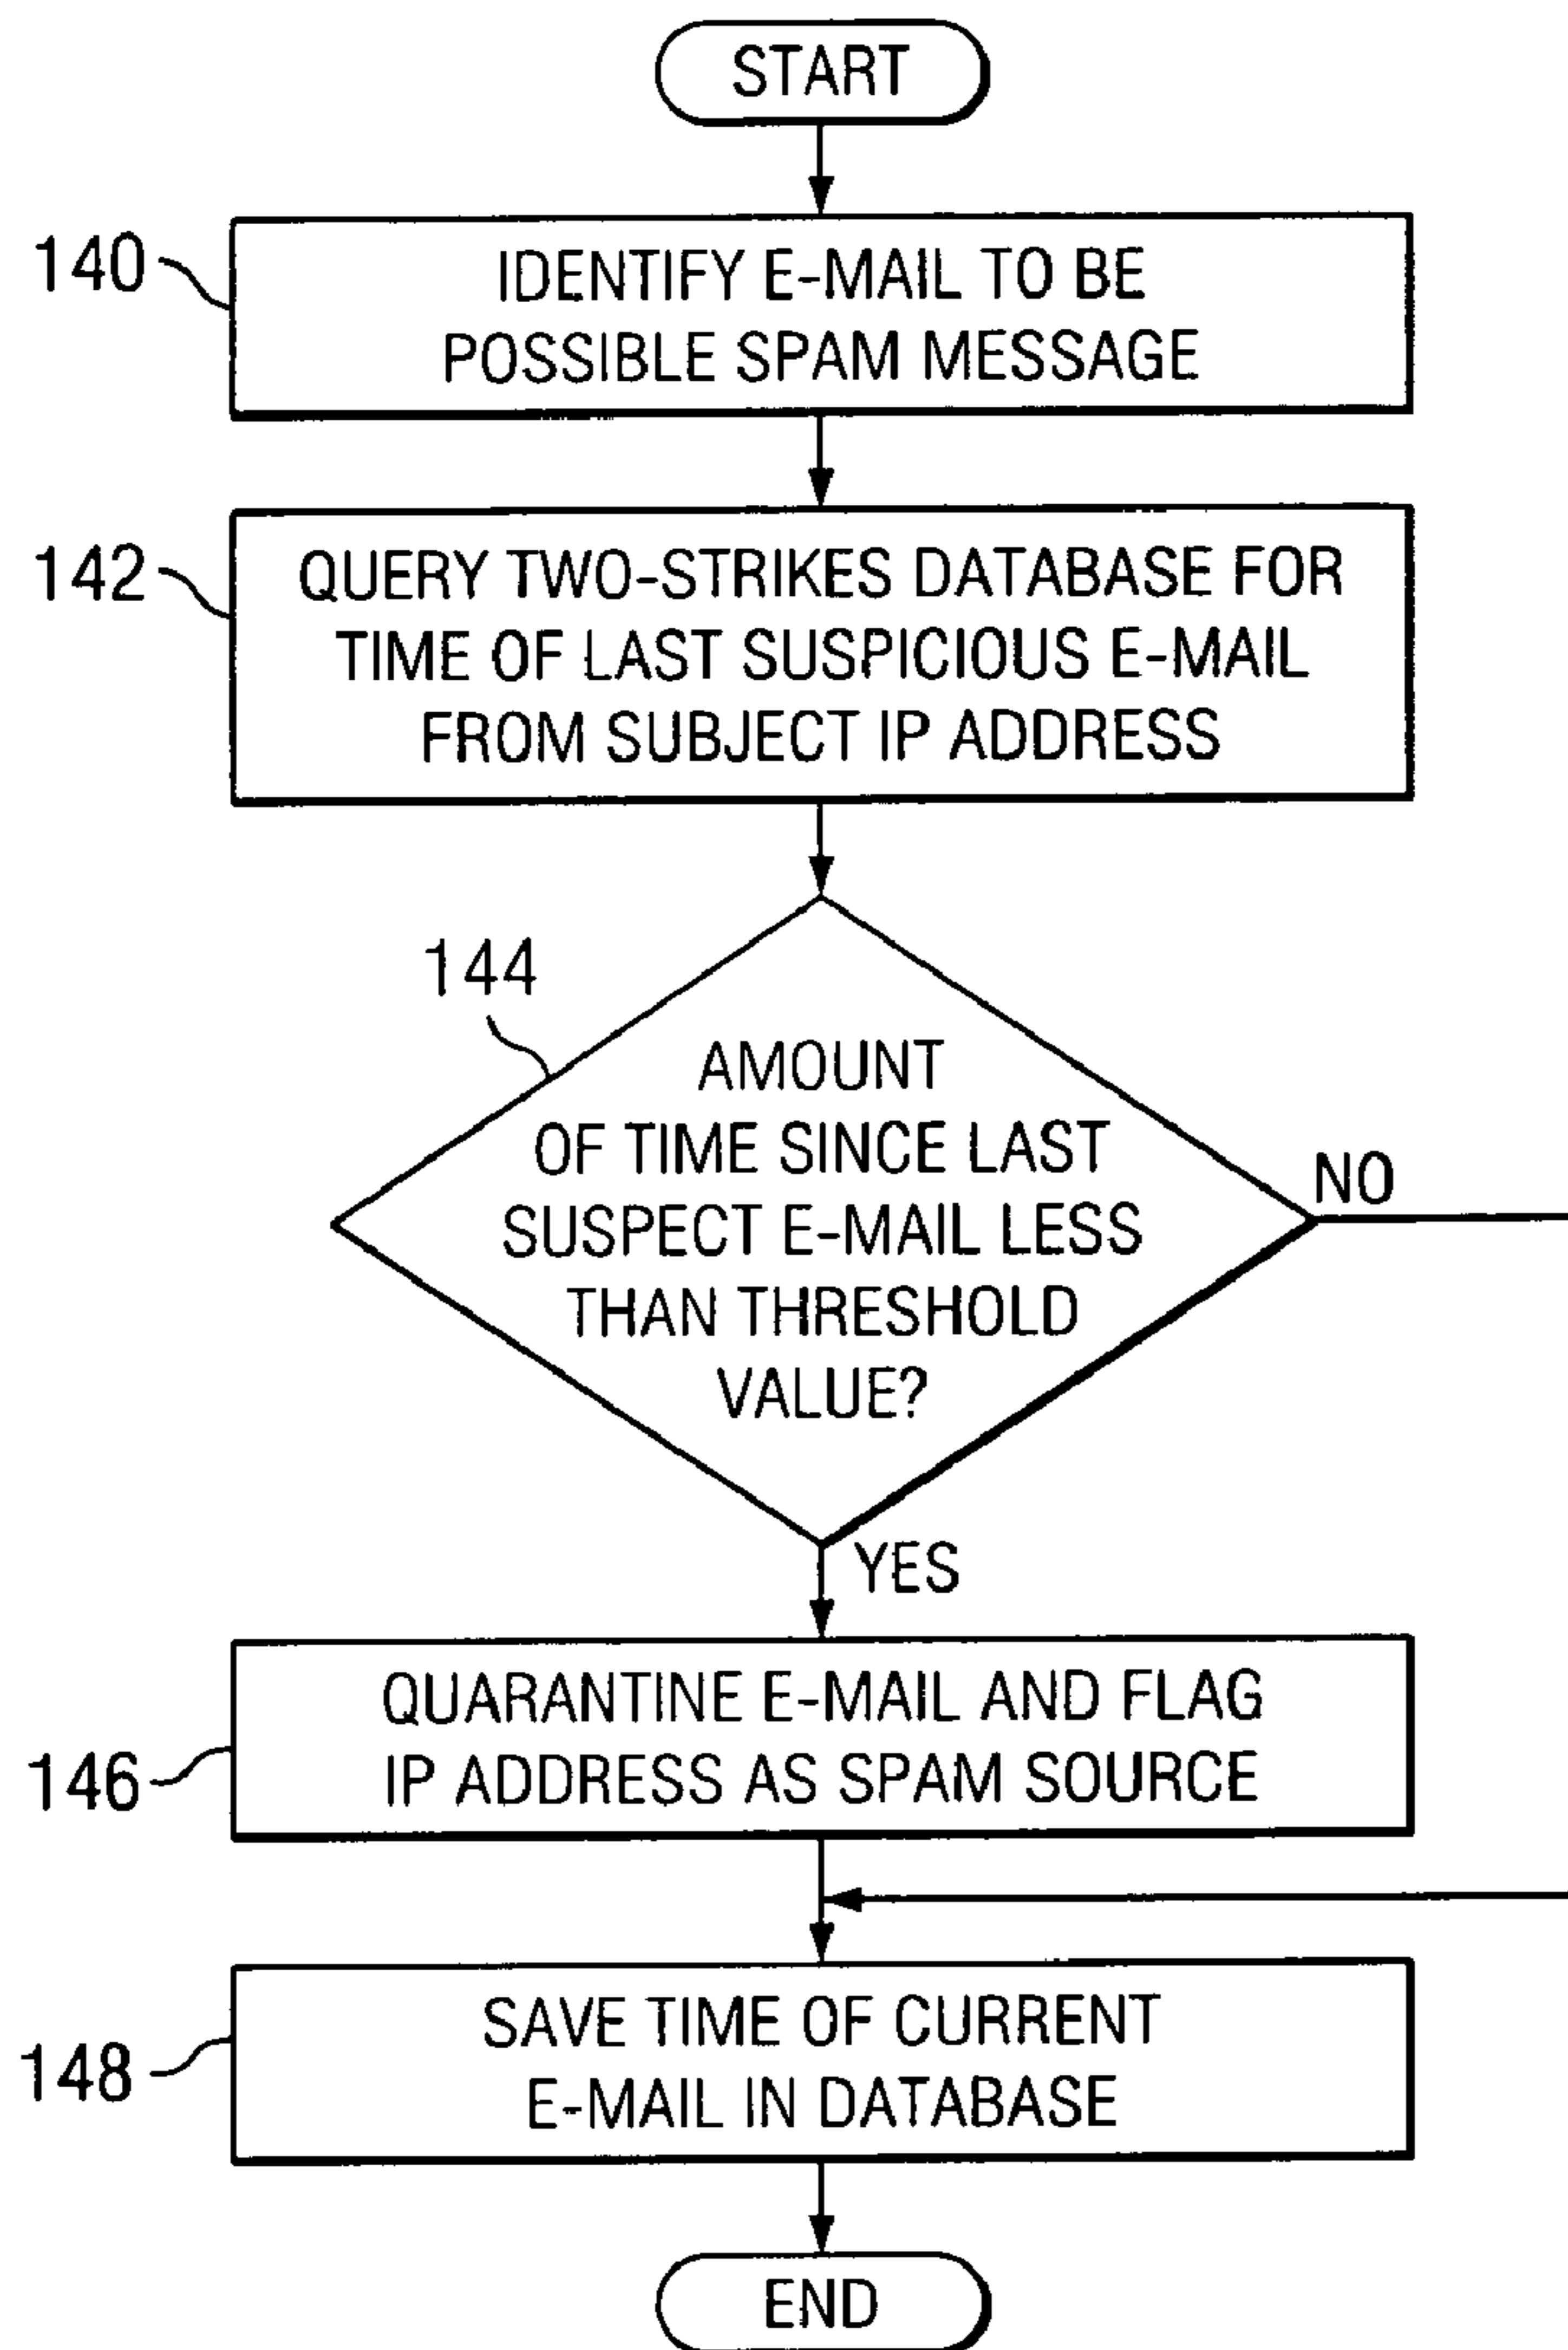 START
140
IDENTIFY E-MAIL TO BE
POSSIBLE SPAM MESSAGE
142
QUERY TWO-STRIKES DATABASE FOR
TIME OF LAST SUSPICIOUS E-MAIL
FROM SUBJECT IP ADDRESS
144
AMOUNT
OF TIME SINCE LAST
SUSPECT E-MAIL LESS
THAN THRESHOLD
VALUE?
NO
YES
146
QUARANTINE E-MAIL AND FLAG
IP ADDRESS AS SPAM SOURCE
148
SAVE TIME OF CURRENT
E-MAIL IN DATABASE
END